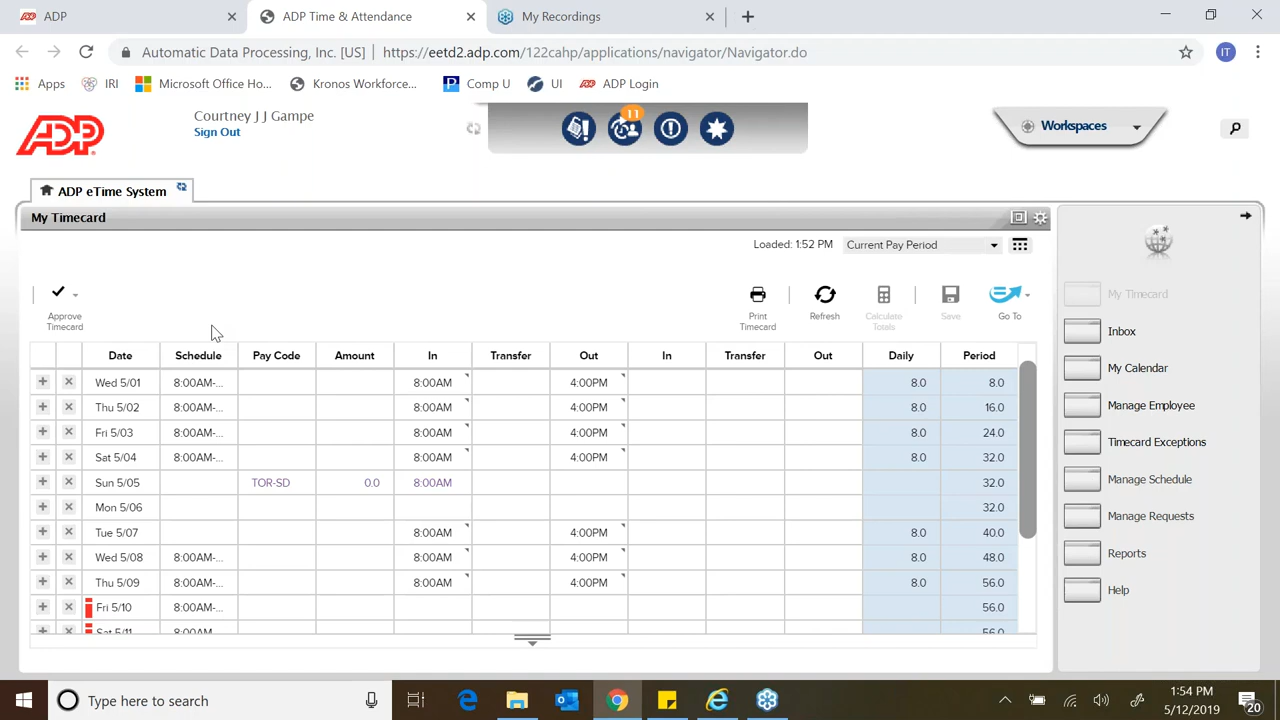 ADP
ADP Time & Attendance
My Recordings
Automatic Data Processing, Inc. [US] | https://eetd2.adp.com/122cahp/applications/navigator/Navigator.do
IT
Apps IRI Microsoft Office Ho... Kronos Workforce... Comp U UI ADP Login
ADP
Courtney J J Gampe
Sign Out
11
Workspaces
ADP eTime System
My Timecard
Loaded: 1:52 PM Current Pay Period
Approve Timecard
Print Timecard
Refresh
Calculate Totals
Save
Go To
Date Schedule Pay Code Amount In Transfer Out In Transfer Out Daily Period
Wed 5/01 8:00AM-... 8:00AM 4:00PM 8.0 8.0
Thu 5/02 8:00AM-... 8:00AM 4:00PM 8.0 16.0
Fri 5/03 8:00AM-... 8:00AM 4:00PM 8.0 24.0
Sat 5/04 8:00AM-... 8:00AM 4:00PM 8.0 32.0
Sun 5/05 TOR-SD 0.0 8:00AM 32.0
Mon 5/06 32.0
Tue 5/07 8:00AM 4:00PM 8.0 40.0
Wed 5/08 8:00AM-... 8:00AM 4:00PM 8.0 48.0
Thu 5/09 8:00AM-... 8:00AM 4:00PM 8.0 56.0
Fri 5/10 8:00AM-... 56.0
Sat 5/11 8:00AM-... 56.0
My Timecard
Inbox
My Calendar
Manage Employee
Timecard Exceptions
Manage Schedule
Manage Requests
Reports
Help
Type here to search
1:54 PM
5/12/2019
20